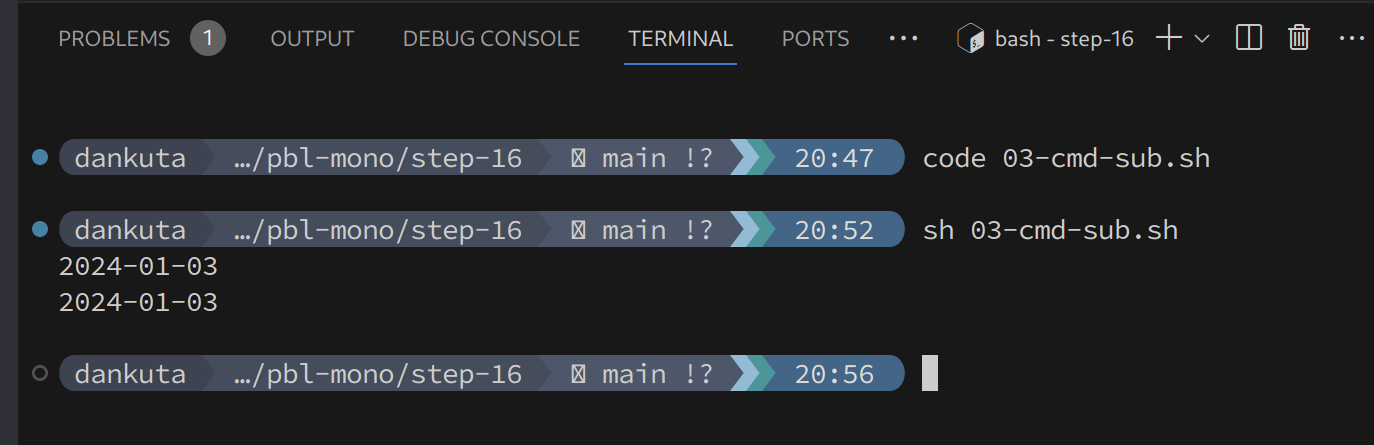 PROBLEMS 1 OUTPUT DEBUG CONSOLE TERMINAL PORTS ··· bash - step-16 ···
dankuta …/pbl-mono/step-16 main !? 20:47 code 03-cmd-sub.sh
dankuta …/pbl-mono/step-16 main !? 20:52 sh 03-cmd-sub.sh
2024-01-03
2024-01-03
dankuta …/pbl-mono/step-16 main !? 20:56